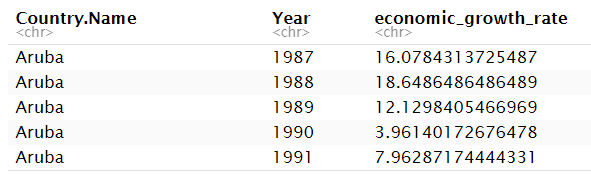 Country.Name Year economic_growth_rate
<chr> <chr> <chr>
Aruba 1987 16.0784313725487
Aruba 1988 18.6486486486489
Aruba 1989 12.1298405466969
Aruba 1990 3.96140172676478
Aruba 1991 7.96287174444331